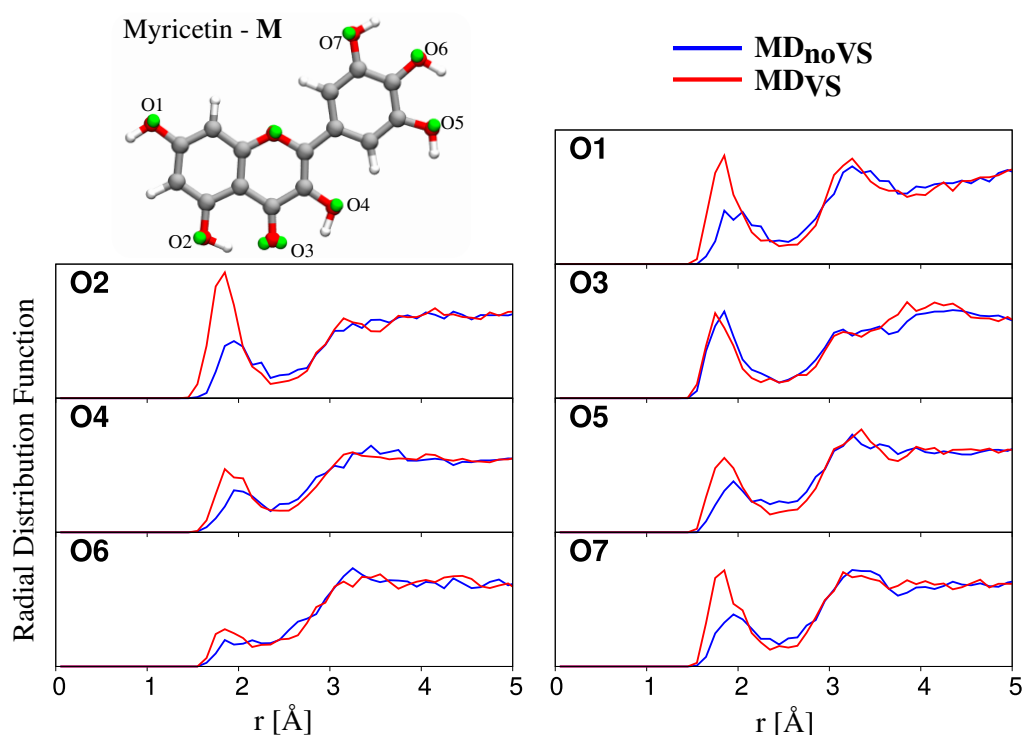 Myricetin - M
O7
O6
O1
O5
O4
O2
O3
MDnoVS
MDVS
O1
O2
O3
O4
O5
O6
O7
Radial Distribution Function
0 1 2 3 4 5
0 1 2 3 4 5
r [Å]
r [Å]